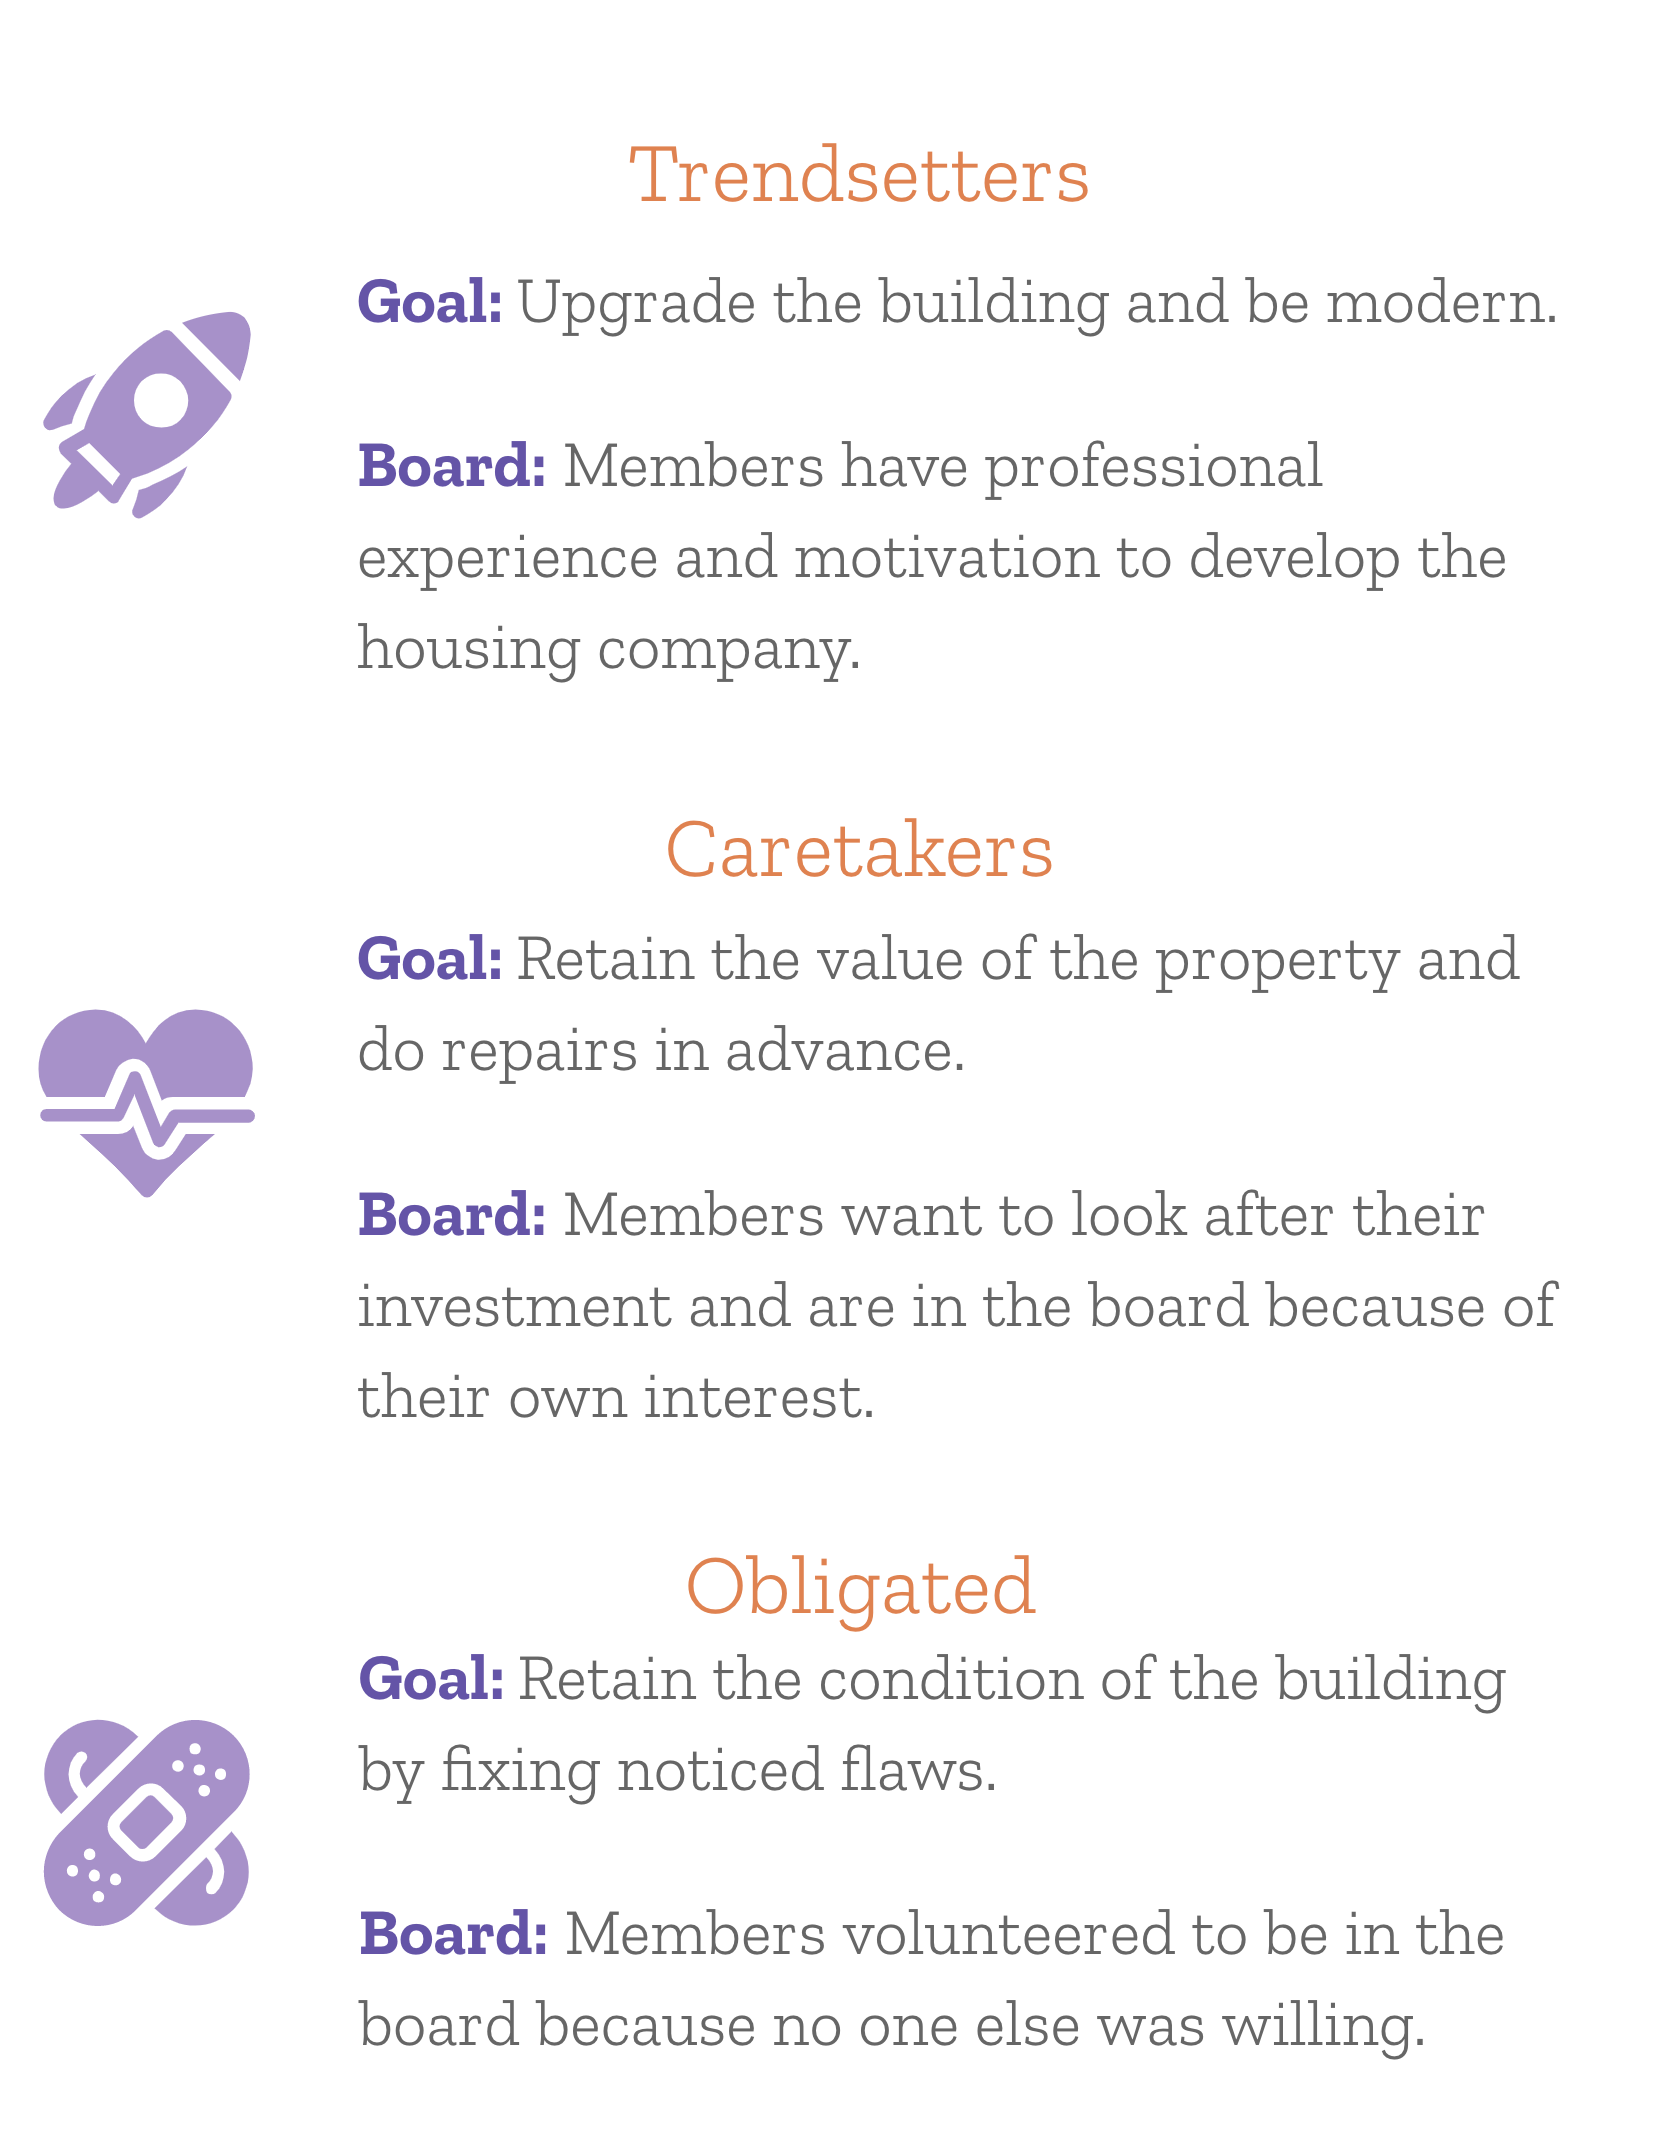 Trendsetters
Goal: Upgrade the building and be modern.
Board: Members have professional
experience and motivation to develop the
housing company.
Caretakers
Goal: Retain the value of the property and
do repairs in advance.
Board: Members want to look after their
investment and are in the board because of
their own interest.
Obligated
Goal: Retain the condition of the building
by fixing noticed flaws.
Board: Members volunteered to be in the
board because no one else was willing.